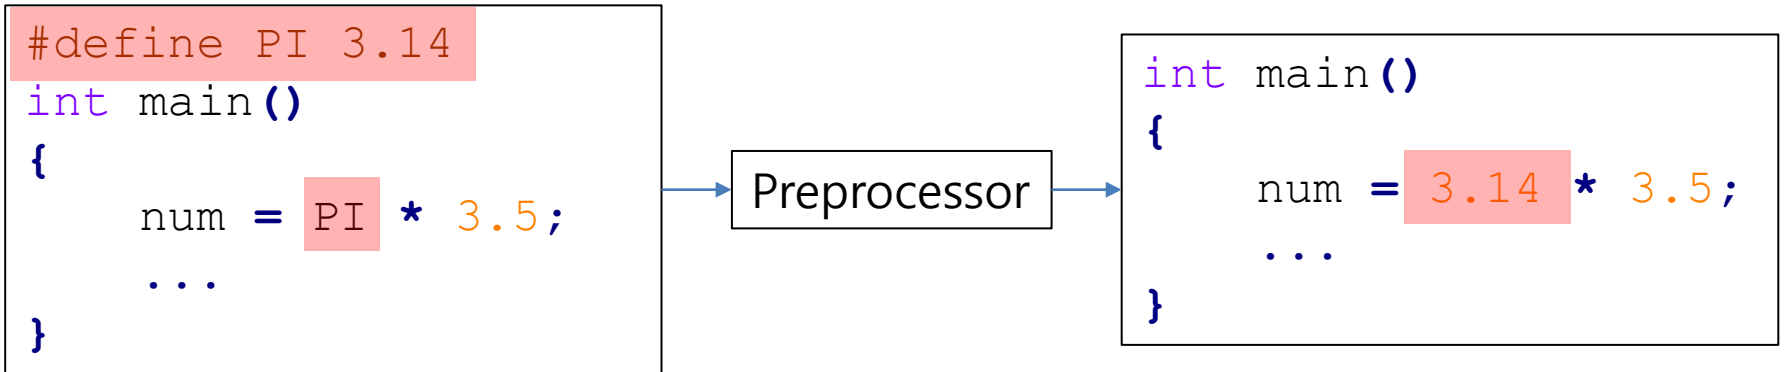 #define PI 3.14
int main()
{
    num = PI * 3.5;
    ...
}
Preprocessor
int main()
{
    num = 3.14 * 3.5;
    ...
}